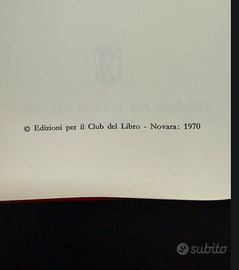 © Edizioni per il Club del Libro - Novara: 1970
subito